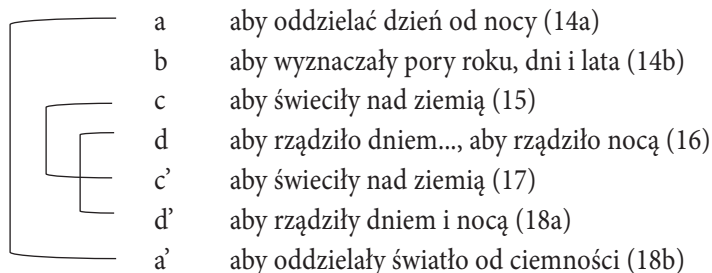 a aby oddzielać dzień od nocy (14a)
b aby wyznaczały pory roku, dni i lata (14b)
c aby świeciły nad ziemią (15)
d aby rządziło dniem..., aby rządziło nocą (16)
c’ aby świeciły nad ziemią (17)
d’ aby rządziły dniem i nocą (18a)
a’ aby oddzielały światło od ciemności (18b)